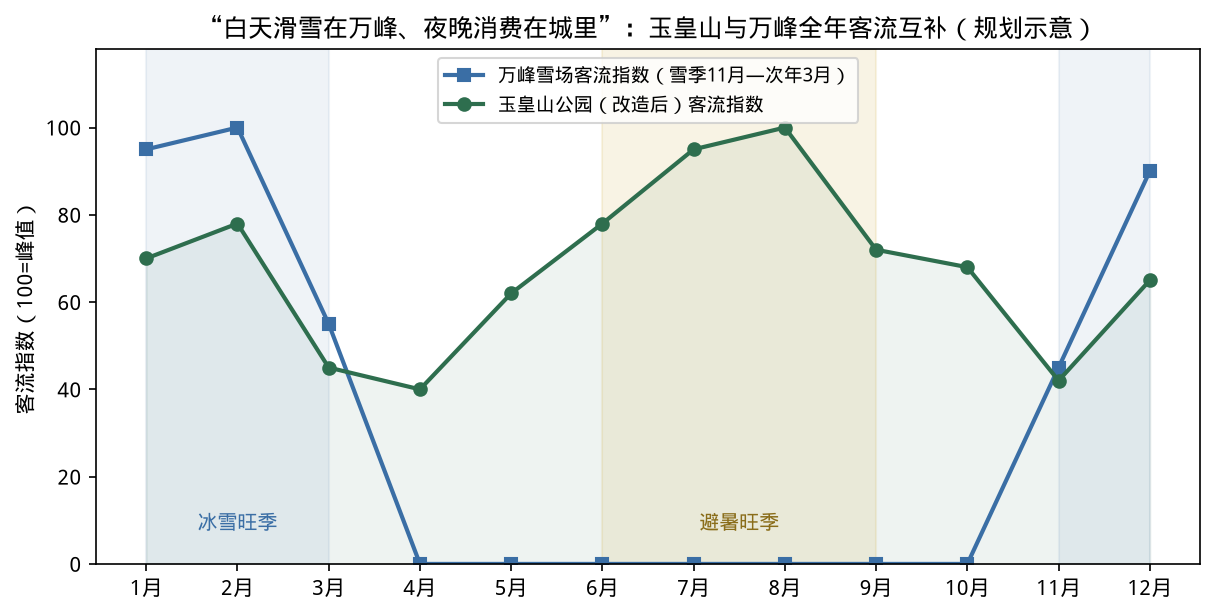 “白天滑雪在万峰、夜晚消费在城里”：玉皇山与万峰全年客流互补（规划示意）
万峰雪场客流指数（雪季11月—次年3月）
玉皇山公园（改造后）客流指数
客流指数（100=峰值）
100
80
60
40
20
0
冰雪旺季
避暑旺季
1月 2月 3月 4月 5月 6月 7月 8月 9月 10月 11月 12月